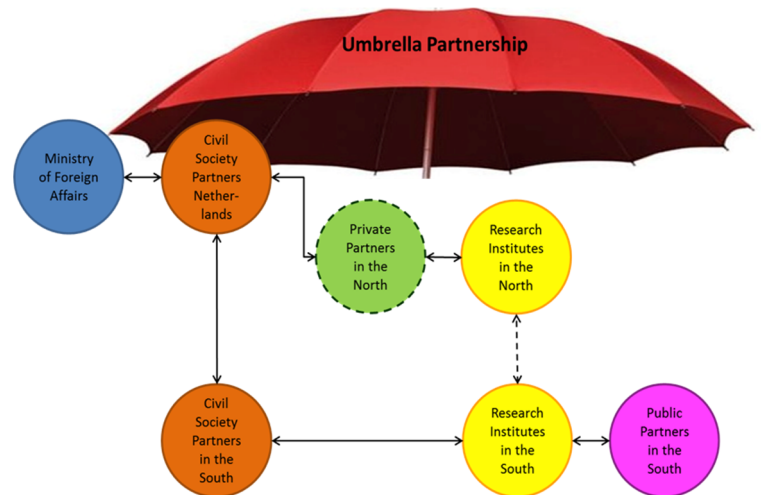 Umbrella Partnership
Ministry
of Foreign
Affairs
Civil
Society
Partners
Nether-
lands
Private
Partners
in the
North
Research
Institutes
in the
North
Civil
Society
Partners
in the
South
Research
Institutes
in the
South
Public
Partners
in the
South